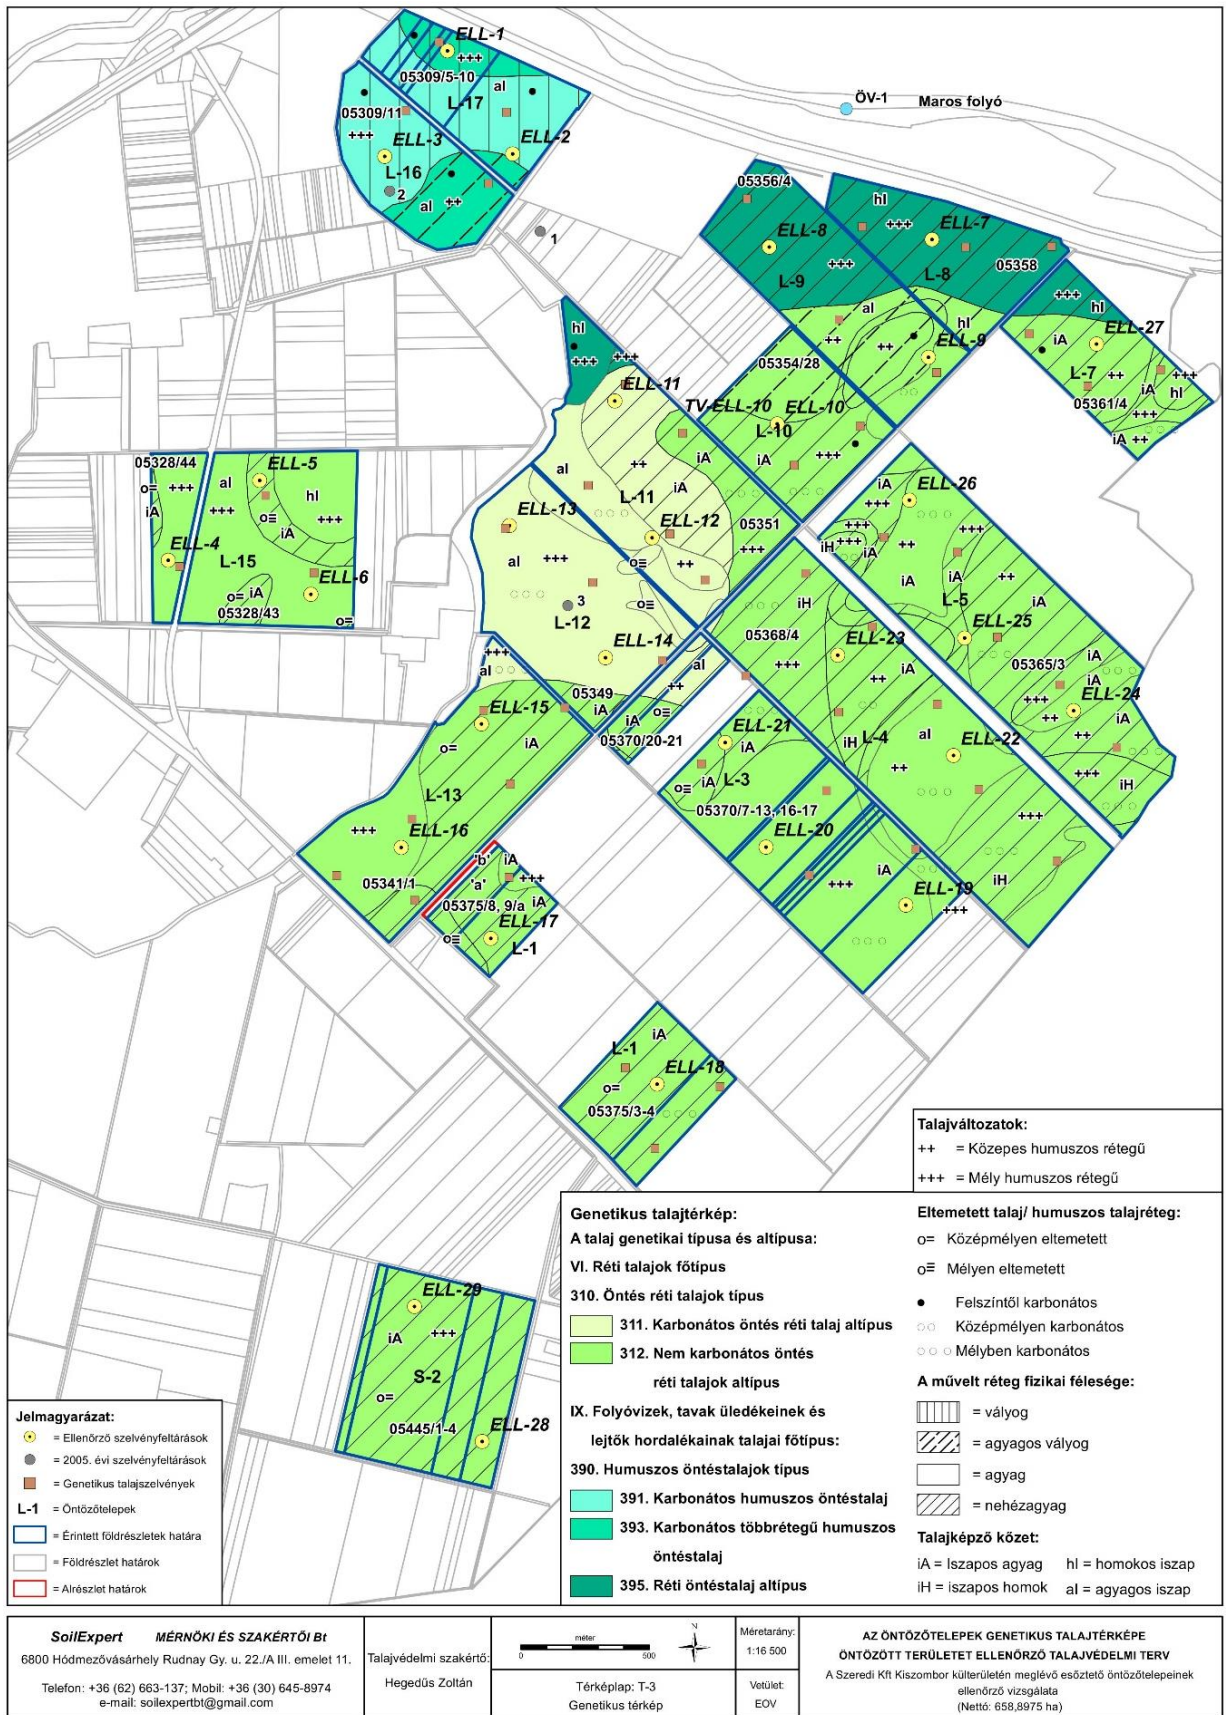 ELL-1
+++
05309/5-10
al
L-17
05309/11
+++
ELL-3
ELL-2
L-16
2
al
++
1
ÖV-1
Maros folyó
05356/4
hl
+++
ELL-8
ELL-7
+++
L-9
L-8
05358
+++
hl
al
hl
++
++
ELL-9
iA
ELL-27
L-7
++
+++
iA
hl
05361/4
+++
iA
++
hl
+++
+++
05354/28
ELL-11
TV-ELL-10
ELL-10
L-10
iA
+++
iA
al
++
L-11
iA
05351
+++
ELL-13
ELL-12
al
+++
o≡
++
o≡
3
L-12
ELL-14
05328/44
ELL-5
o=
+++
al
hl
iA
+++
o≡
+++
iA
ELL-4
L-15
ELL-6
o=
iA
05328/43
o=
iA
+++
ELL-26
+++
+++
iH
+++
++
iA
iA
iA
++
L-5
iA
ELL-25
05365/3
iA
iA
+++
ELL-24
++
iA
++
+++
iH
iH
05368/4
+++
ELL-23
iA
++
iH
L-4
al
ELL-22
++
+++
iH
+++
al
05349
iA
al
++
iA
o≡
05370/20-21
ELL-15
o=
iA
L-13
+++
ELL-16
05341/1
ELL-21
iA
iA
L-3
o≡
05370/7-13, 16-17
ELL-20
+++
iA
ELL-19
+++
'b'
iA
'a'
+++
05375/8, 9/a
iA
ELL-17
o≡
L-1
iA
L-1
ELL-18
o=
05375/3-4
ELL-29
iA
+++
S-2
o=
05445/1-4
ELL-28
Talajváltozatok:
++ = Közepes humuszos rétegű
+++ = Mély humuszos rétegű
Genetikus talajtérkép:
A talaj genetikai típusa és altípusa:
VI. Réti talajok főtípus
310. Öntés réti talajok típus
311. Karbonátos öntés réti talaj altípus
312. Nem karbonátos öntés
réti talajok altípus
IX. Folyóvizek, tavak üledékeinek és
lejtők hordalékainak talajai főtípus:
390. Humuszos öntéstalajok típus
391. Karbonátos humuszos öntéstalaj
393. Karbonátos többrétegű humuszos
öntéstalaj
395. Réti öntéstalaj altípus
Eltemetett talaj/ humuszos talajréteg:
o= Középmélyen eltemetett
o≡ Mélyen eltemetett
Felszíntől karbonátos
Középmélyen karbonátos
Mélyben karbonátos
A művelt réteg fizikai félesége:
= vályog
= agyagos vályog
= agyag
= nehézagyag
Talajképző kőzet:
iA = Iszapos agyag hl = homokos iszap
iH = iszapos homok al = agyagos iszap
Jelmagyarázat:
= Ellenőrző szelvényfeltárások
= 2005. évi szelvényfeltárások
= Genetikus talajszelvények
L-1 = Öntözőtelepek
= Érintett földrészletek határa
= Földrészlet határok
= Alrészlet határok
SoilExpert MÉRNÖKI ÉS SZAKÉRTŐI Bt
6800 Hódmezővásárhely Rudnay Gy. u. 22./A III. emelet 11.
Telefon: +36 (62) 663-137; Mobil: +36 (30) 645-8974
e-mail: soilexpertbt@gmail.com
Talajvédelmi szakértő:
Hegedűs Zoltán
méter
0 500
N
Térképlap: T-3
Genetikus térkép
Méretarány:
1:16 500
Vetület:
EOV
AZ ÖNTÖZŐTELEPEK GENETIKUS TALAJTÉRKÉPE
ÖNTÖZÖTT TERÜLETET ELLENŐRZŐ TALAJVÉDELMI TERV
A Szeredi Kft Kiszombor külterületén meglévő esőztető öntözőtelepeinek
ellenőrző vizsgálata
(Nettó: 658,8975 ha)